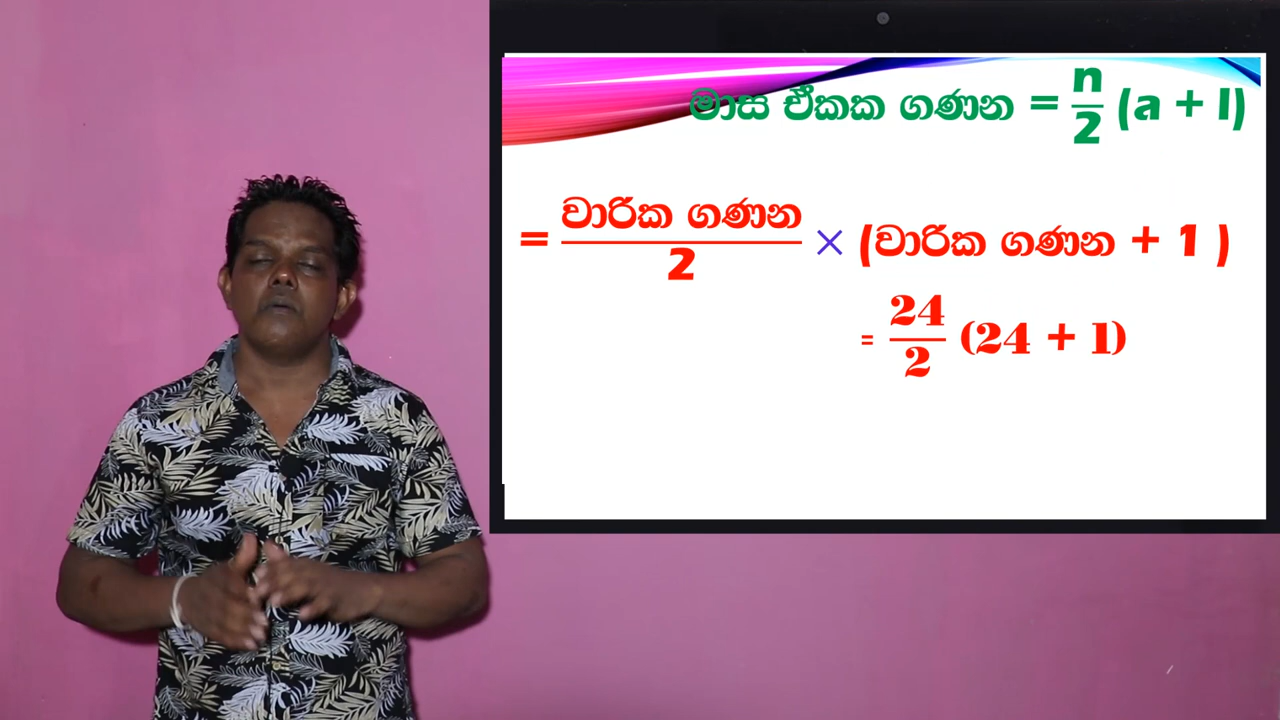 මාස ඒකක ගණන = n/2 (a + l)
= වාරික ගණන/2 × (වාරික ගණන + 1 )
= 24/2 (24 + 1)